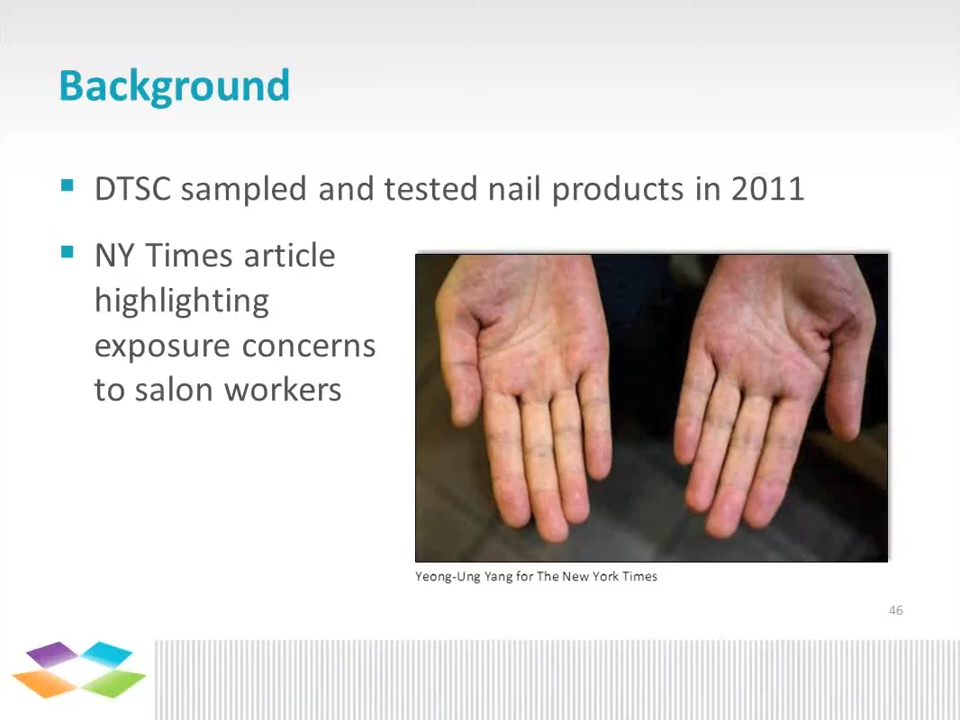 Background
DTSC sampled and tested nail products in 2011
NY Times article
highlighting
exposure concerns
to salon workers
Yeong-Ung Yang for The New York Times
46